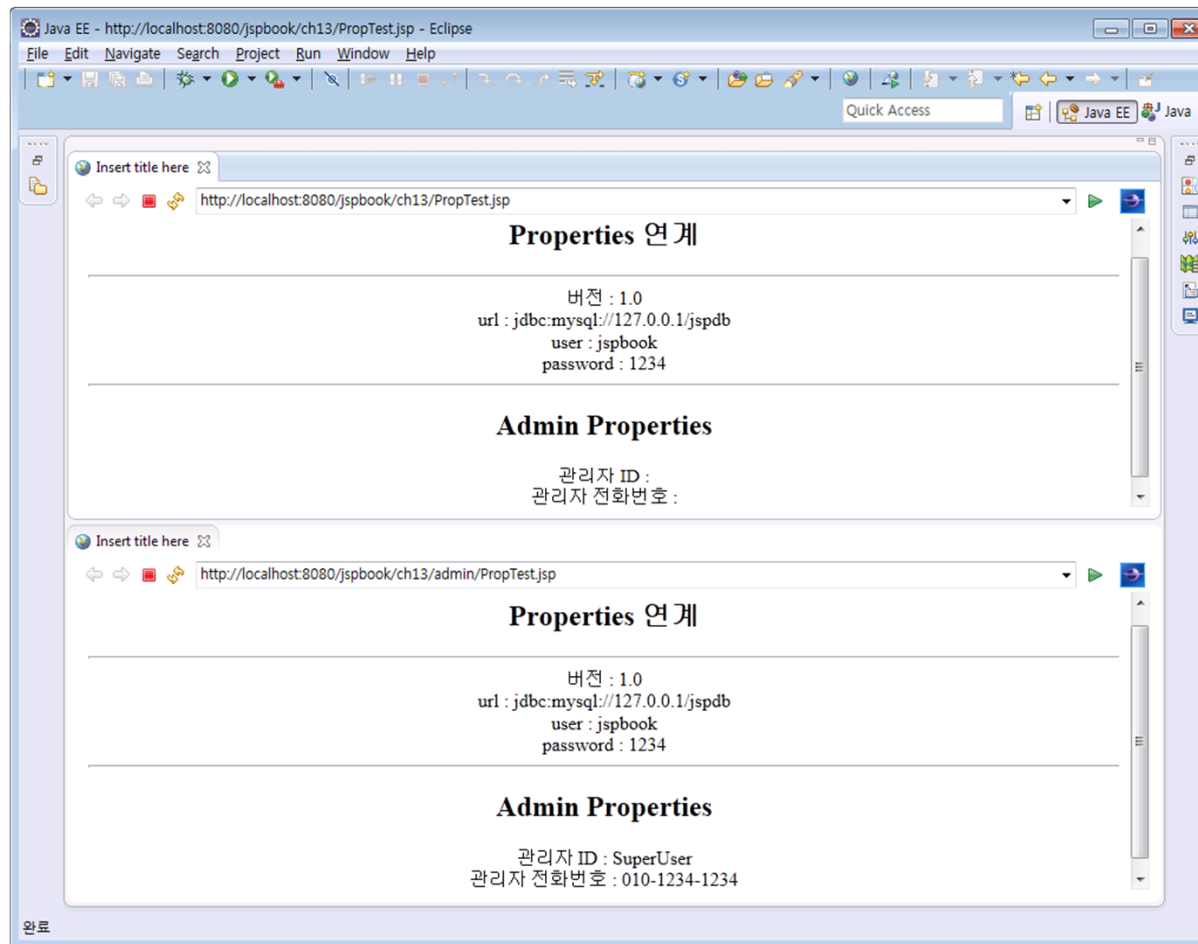 Java EE - http://localhost:8080/jspbook/ch13/PropTest.jsp - Eclipse
File Edit Navigate Search Project Run Window Help
Quick Access
Java EE
Java
Insert title here
http://localhost:8080/jspbook/ch13/PropTest.jsp
Properties 연계
버전 : 1.0
url : jdbc:mysql://127.0.0.1/jspdb
user : jspbook
password : 1234
Admin Properties
관리자 ID :
관리자 전화번호 :
Insert title here
http://localhost:8080/jspbook/ch13/admin/PropTest.jsp
Properties 연계
버전 : 1.0
url : jdbc:mysql://127.0.0.1/jspdb
user : jspbook
password : 1234
Admin Properties
관리자 ID : SuperUser
관리자 전화번호 : 010-1234-1234
완료